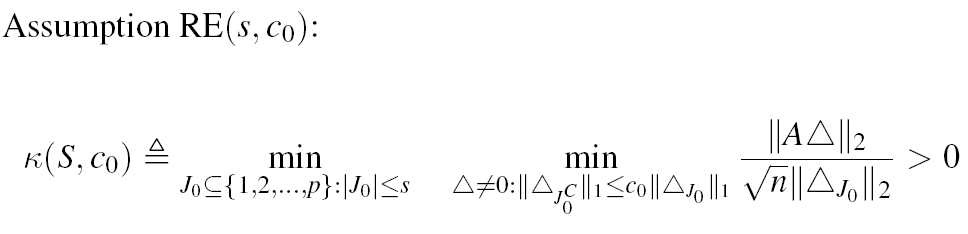 Assumption RE(s, c₀):
κ(S, c₀) ≜ min_{J₀⊆{1,2,...,p}:|J₀|≤s} min_{△≠0:‖△_{J₀^C}‖₁≤c₀‖△_{J₀}‖₁} ‖A△‖₂ / (√n‖△_{J₀}‖₂) > 0